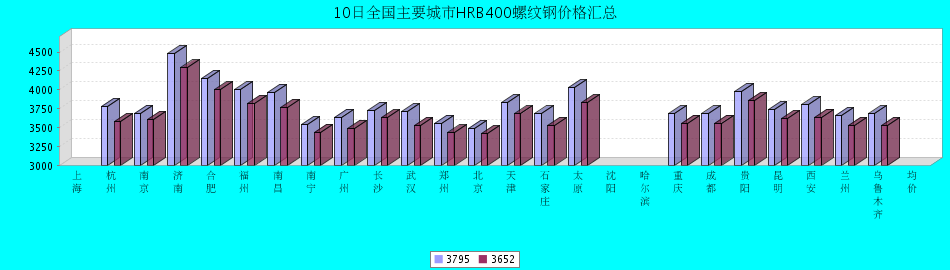 10日全国主要城市HRB400螺纹钢价格汇总
4500
4250
4000
3750
3500
3250
3000
上海
杭州
南京
济南
合肥
福州
南昌
南宁
广州
长沙
武汉
郑州
北京
天津
石家庄
太原
沈阳
哈尔滨
重庆
成都
贵阳
昆明
西安
兰州
乌鲁木齐
均价
3795
3652